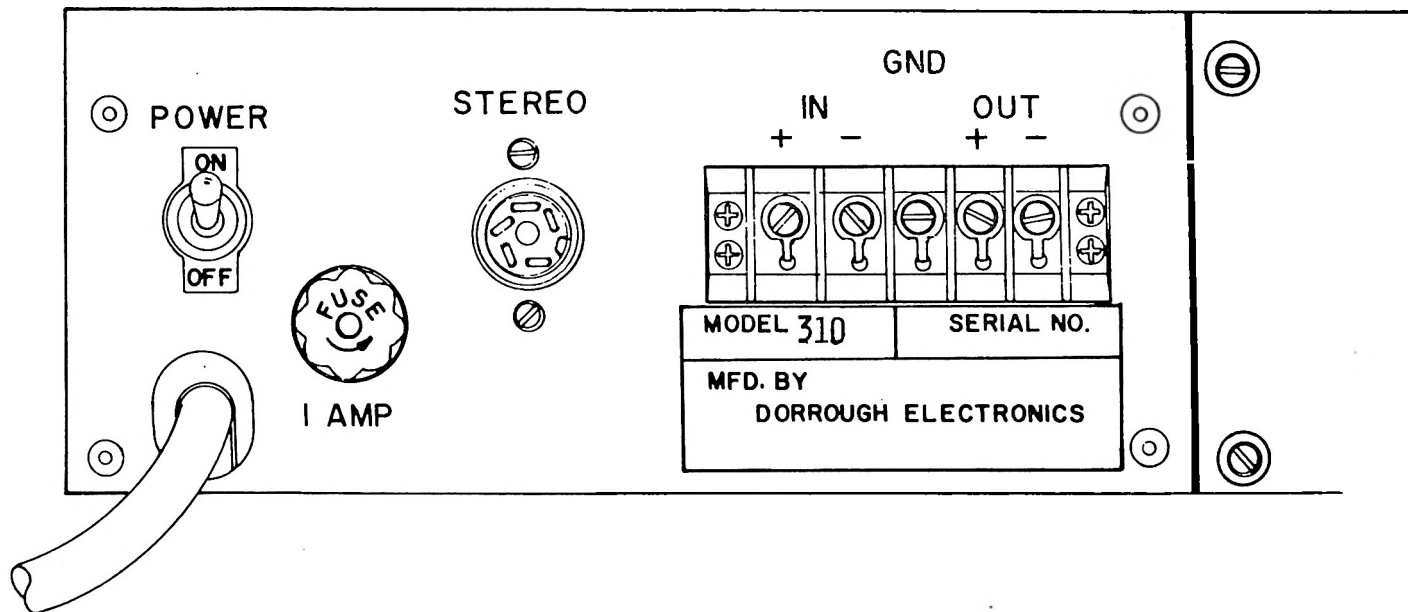 POWER
ON
OFF
FUSE
1 AMP
STEREO
GND
IN OUT
+ - + -
MODEL 310 SERIAL NO.
MFD. BY
DORROUGH ELECTRONICS